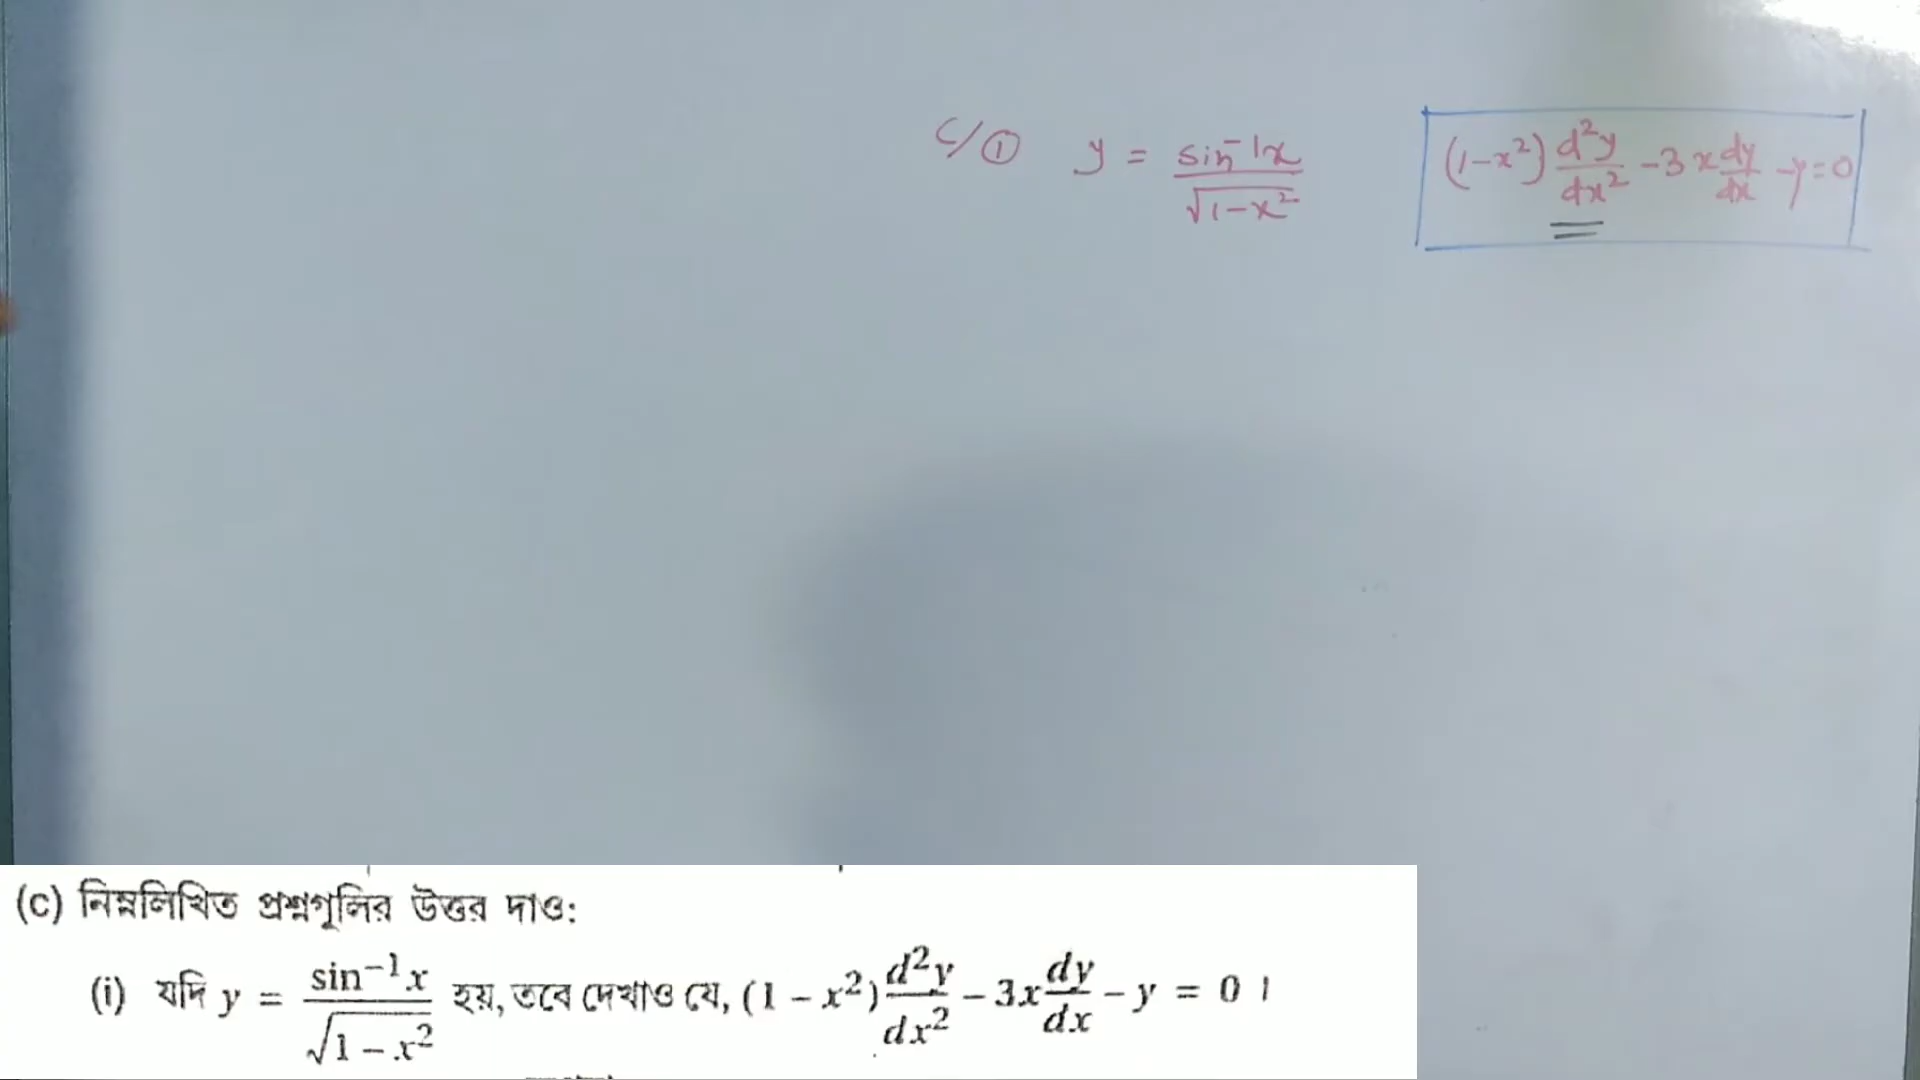 C/① y = sin⁻¹x / √(1-x²) (1-x²) d²y/dx² - 3x dy/dx - y = 0
(c) নিম্নলিখিত প্রশ্নগুলির উত্তর দাও:
(i) যদি y = sin⁻¹x / √(1 - x²) হয়, তবে দেখাও যে, (1 - x²) d²y/dx² - 3x dy/dx - y = 0 ।